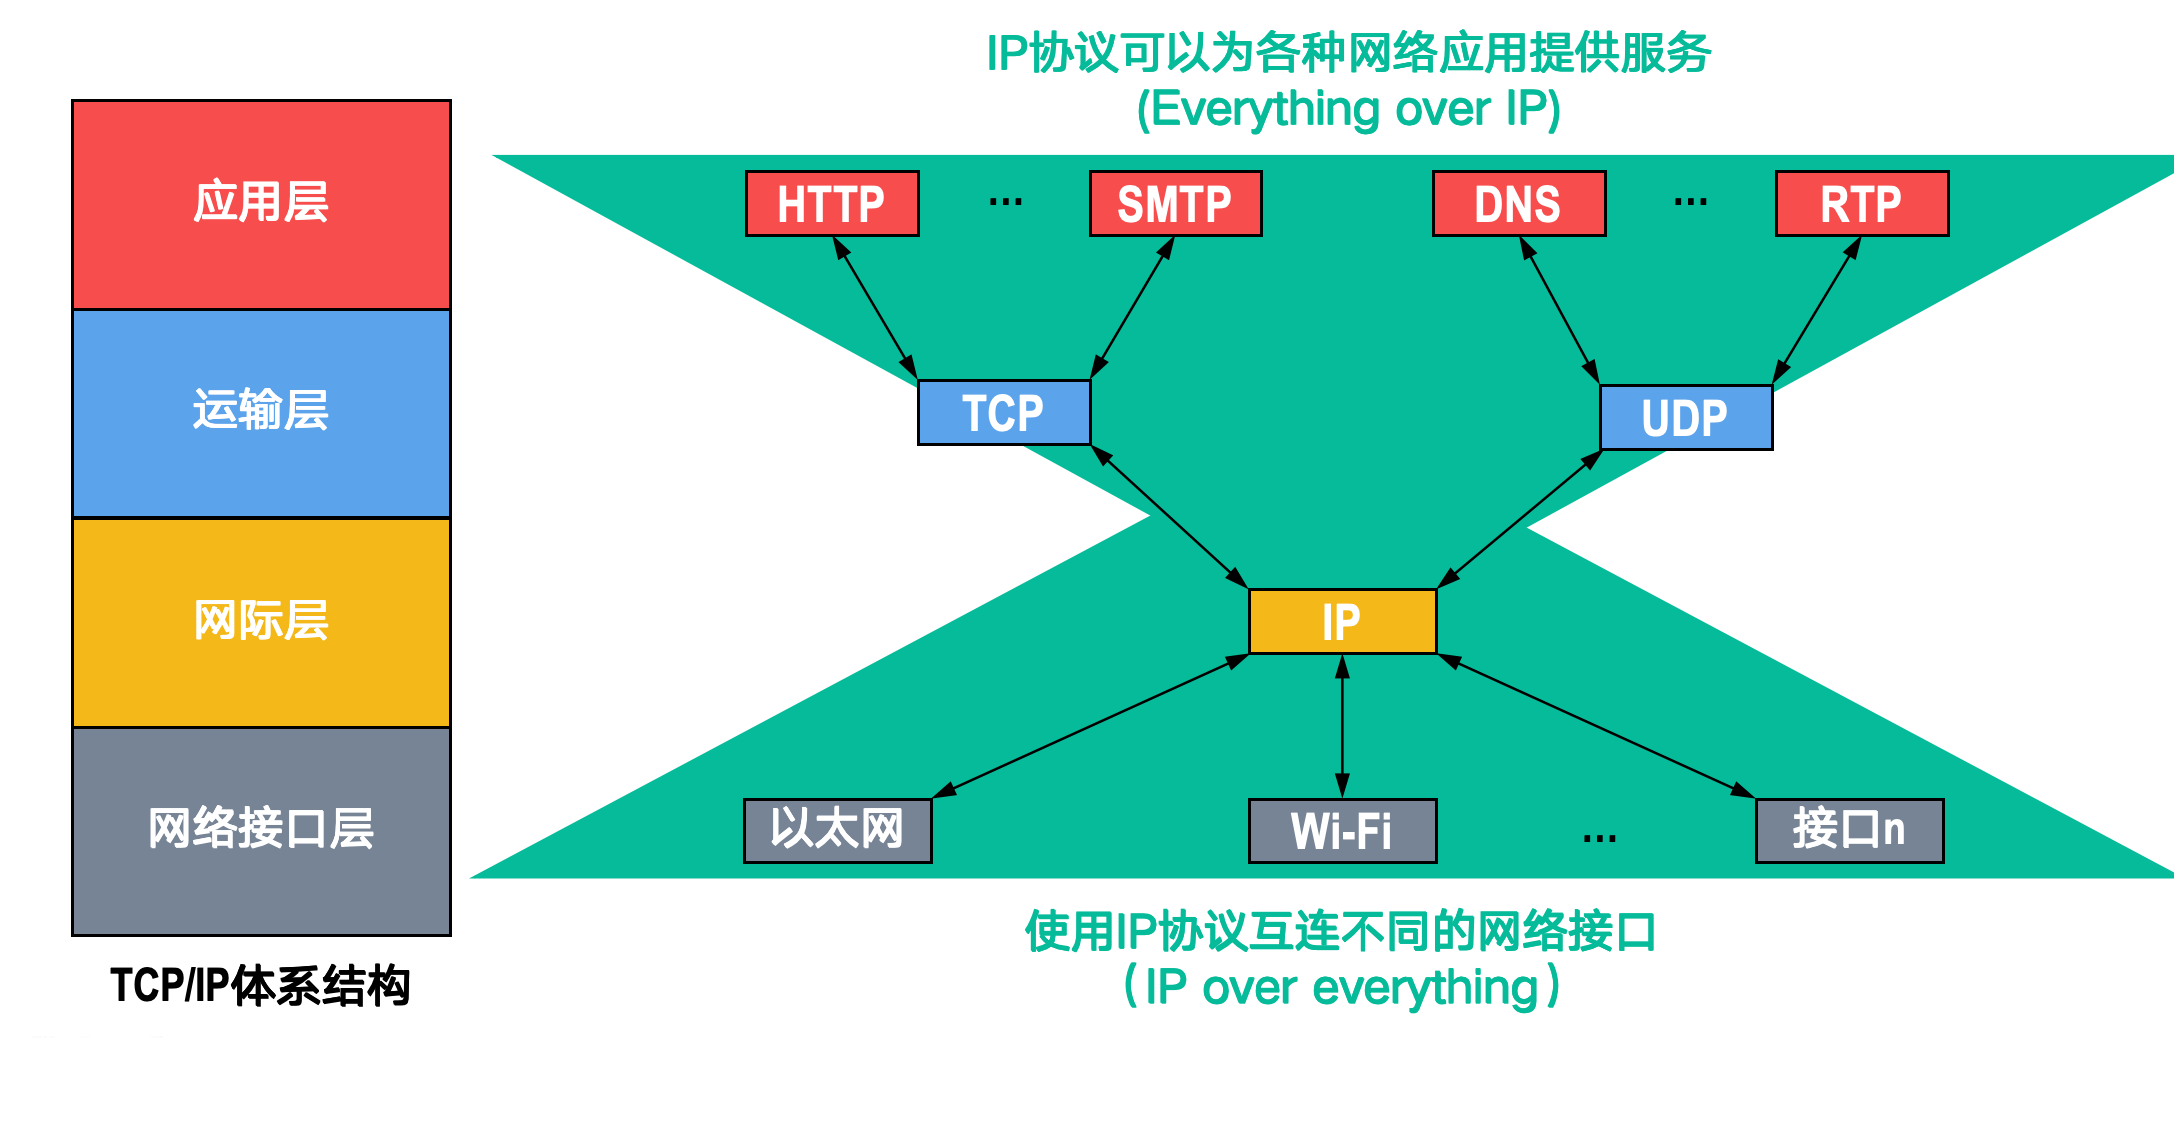 IP协议可以为各种网络应用提供服务
(Everything over IP)
应用层
HTTP
...
SMTP
DNS
...
RTP
运输层
TCP
UDP
网际层
IP
网络接口层
以太网
Wi-Fi
...
接口n
使用IP协议互连不同的网络接口
(IP over everything)
TCP/IP体系结构